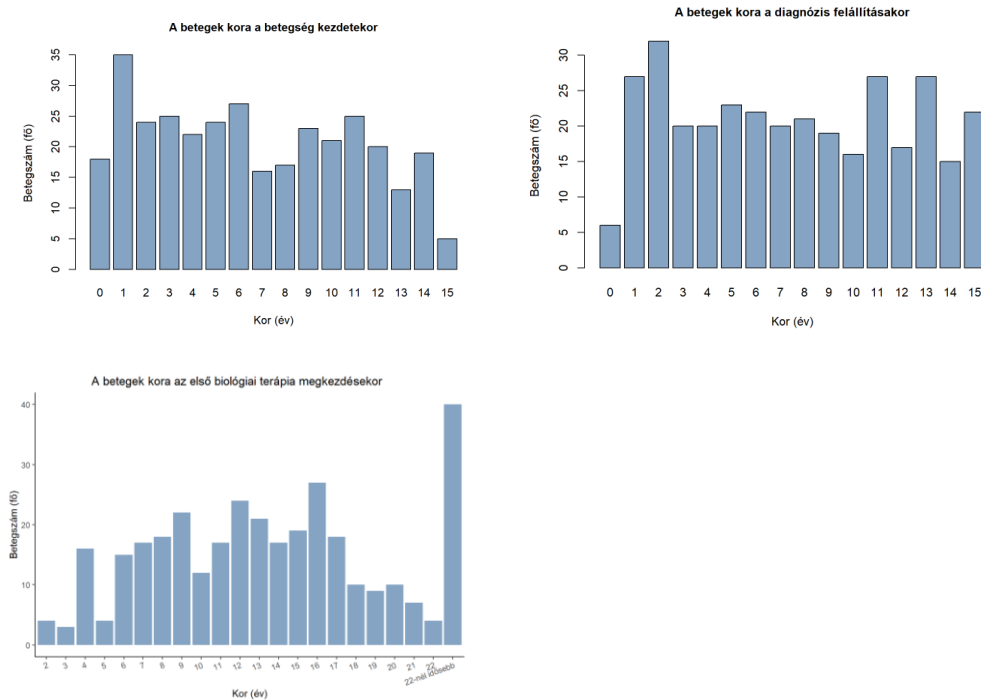 A betegek kora a betegség kezdetekor
Betegszám (fő)
35
30
25
20
15
10
5
0
0 1 2 3 4 5 6 7 8 9 10 11 12 13 14 15
Kor (év)
A betegek kora a diagnózis felállításakor
Betegszám (fő)
30
25
20
15
10
5
0
0 1 2 3 4 5 6 7 8 9 10 11 12 13 14 15
Kor (év)
A betegek kora az első biológiai terápia megkezdésekor
Betegszám (fő)
40
30
20
10
0
2 3 4 5 6 7 8 9 10 11 12 13 14 15 16 17 18 19 20 21 22 22-nél idősebb
Kor (év)